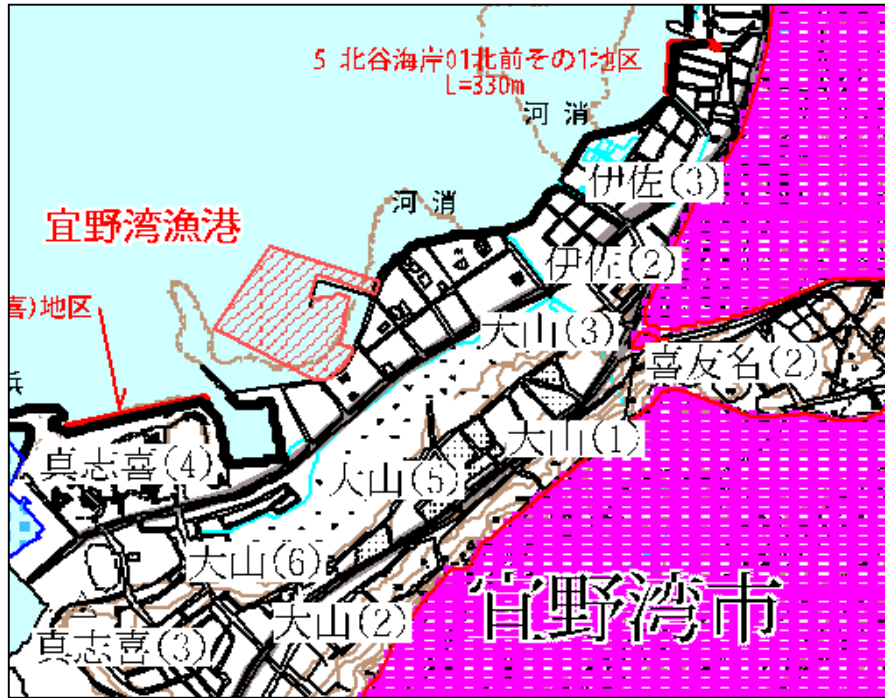 5 北谷海岸01北前その1地区
L=330m
河 消
伊佐(3)
河 消
宜野湾漁港
伊佐(2)
喜)地区
大山(3)
喜友名(2)
浜
大山(1)
真志喜(4)
大山(5)
大山(6)
宜野湾市
大山(2)
真志喜(3)